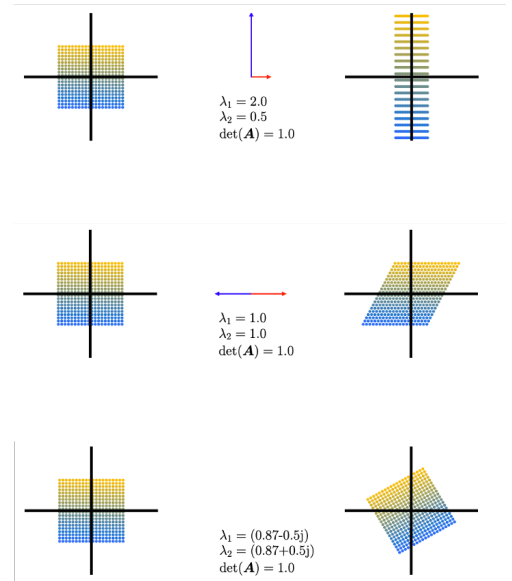 λ₁ = 2.0
λ₂ = 0.5
det(A) = 1.0
λ₁ = 1.0
λ₂ = 1.0
det(A) = 1.0
λ₁ = (0.87-0.5j)
λ₂ = (0.87+0.5j)
det(A) = 1.0